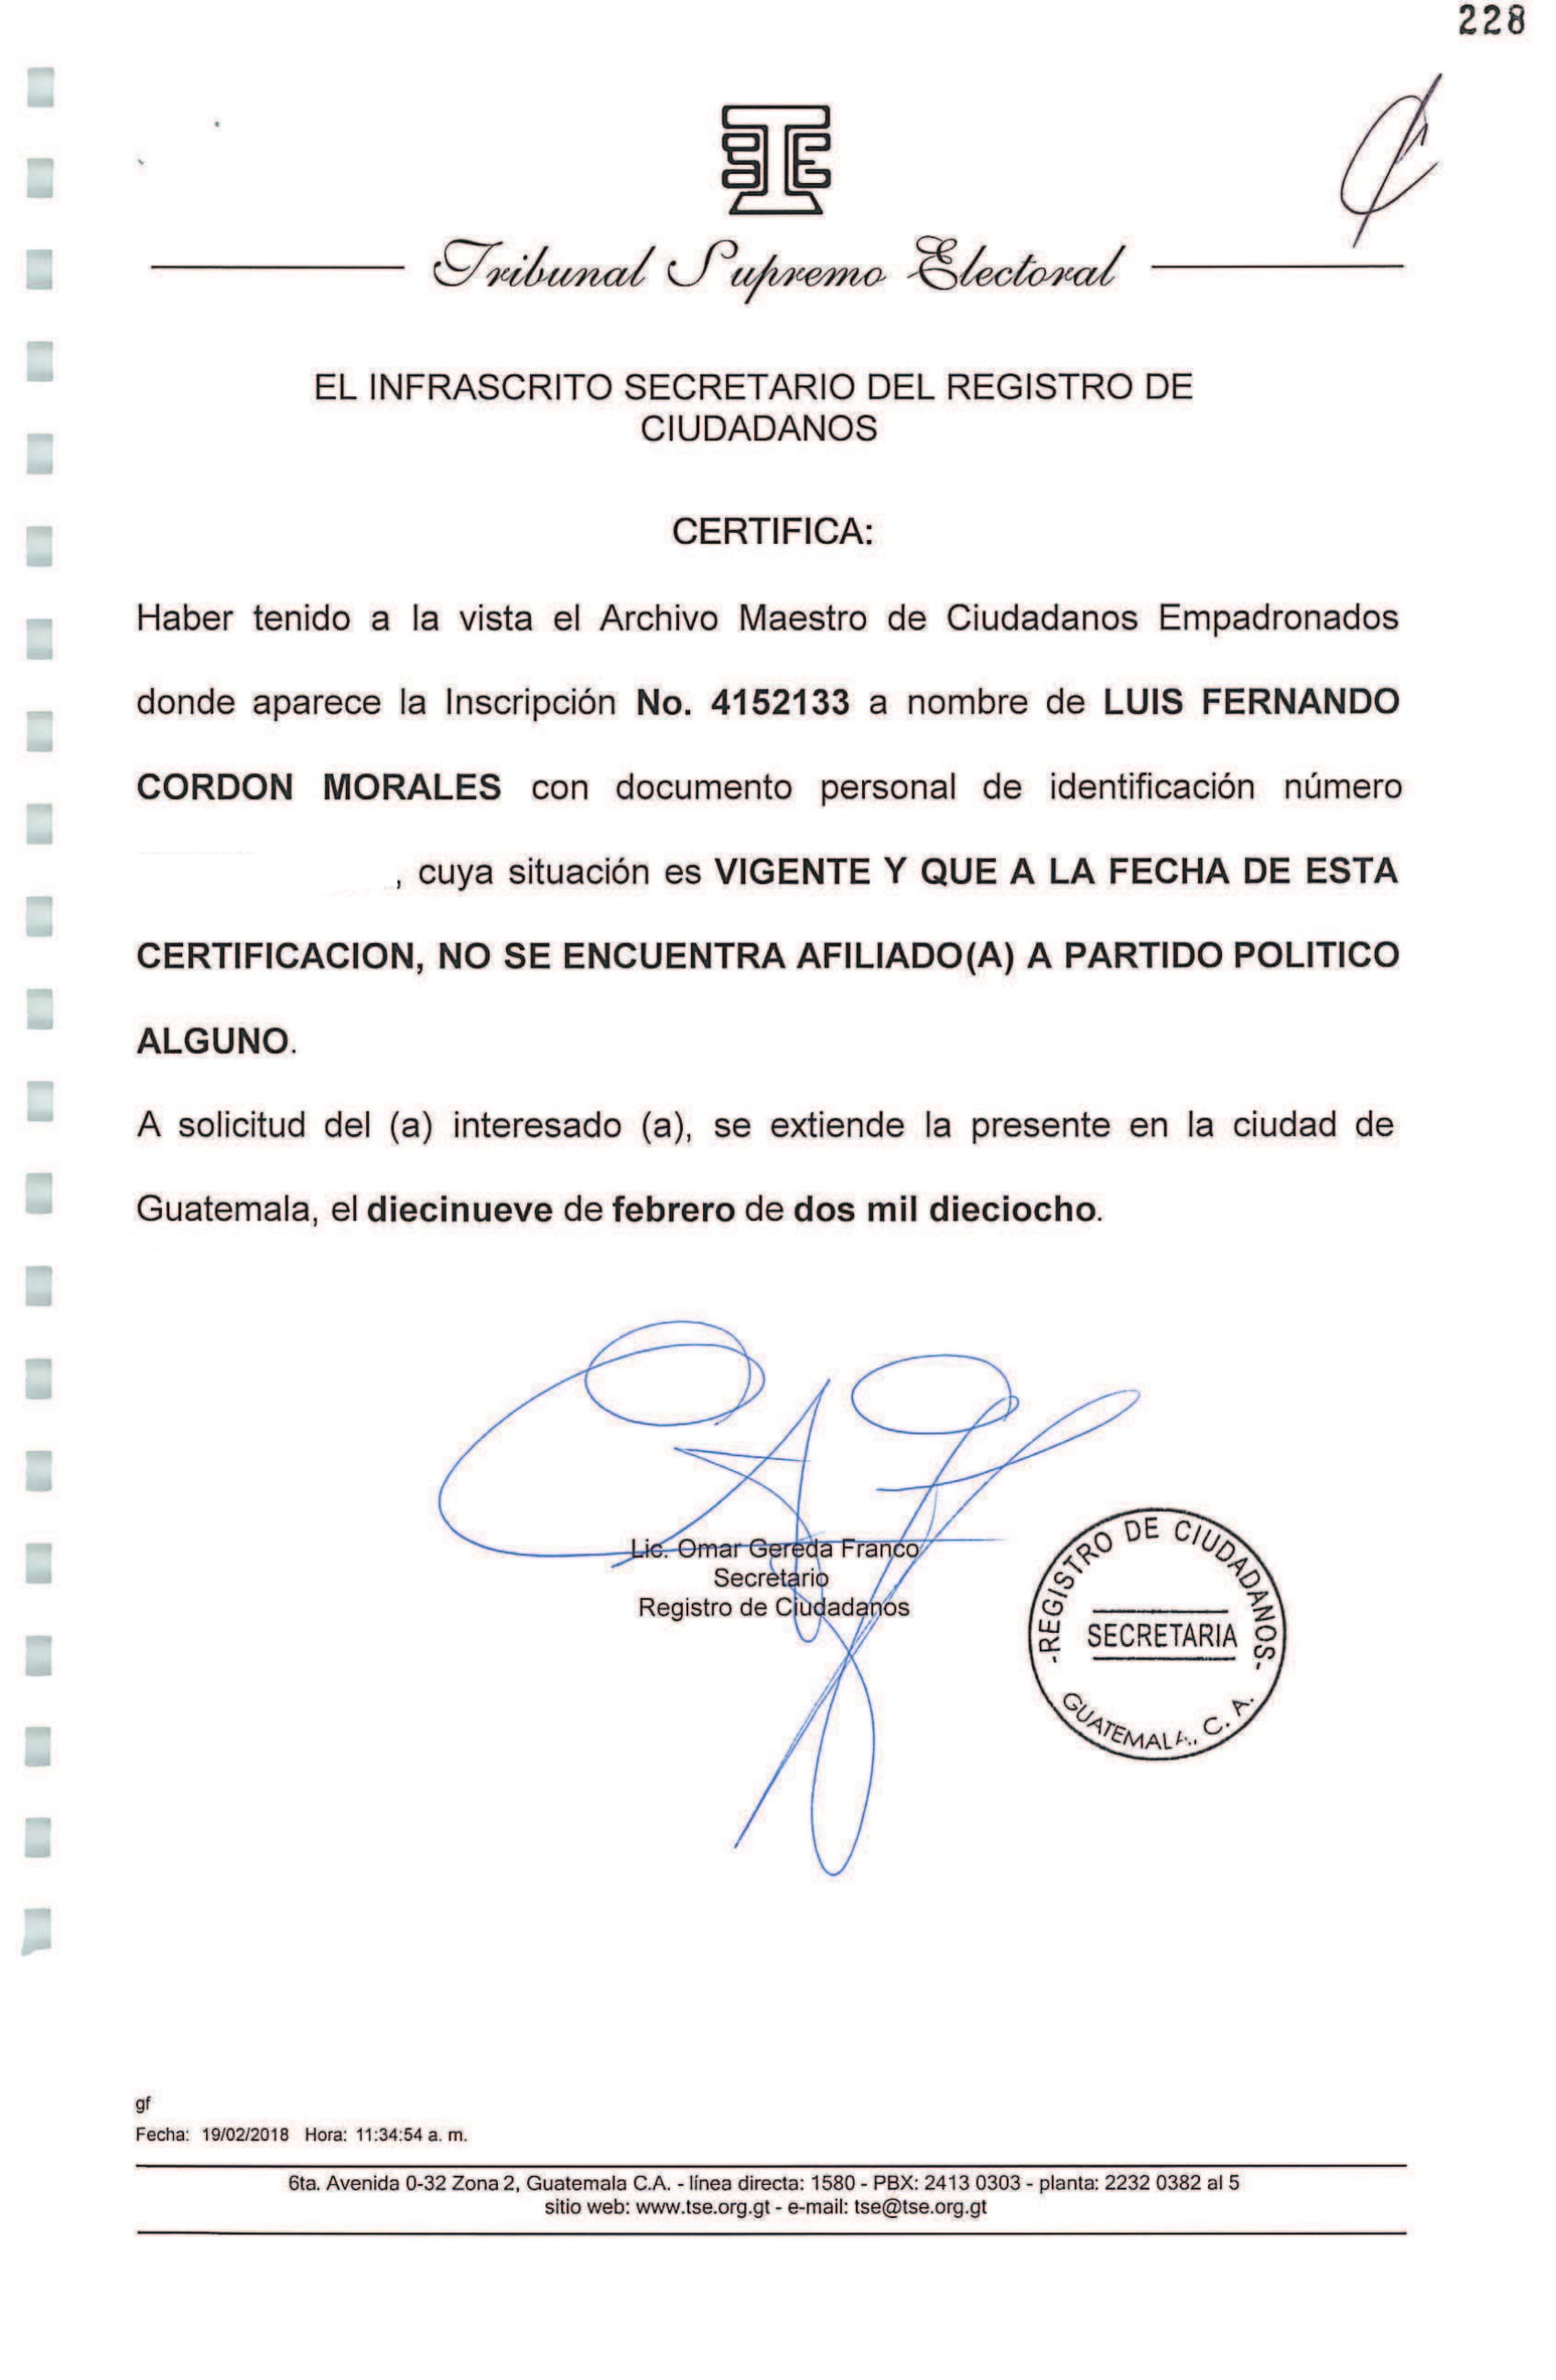 228
Tribunal Supremo Electoral
EL INFRASCRITO SECRETARIO DEL REGISTRO DE
CIUDADANOS
CERTIFICA:
Haber tenido a la vista el Archivo Maestro de Ciudadanos Empadronados
donde aparece la Inscripción No. 4152133 a nombre de LUIS FERNANDO
CORDON MORALES con documento personal de identificación número
, cuya situación es VIGENTE Y QUE A LA FECHA DE ESTA
CERTIFICACION, NO SE ENCUENTRA AFILIADO(A) A PARTIDO POLITICO
ALGUNO.
A solicitud del (a) interesado (a), se extiende la presente en la ciudad de
Guatemala, el diecinueve de febrero de dos mil dieciocho.
Lic. Omar Gereda Franco
Secretario
Registro de Ciudadanos
-REGISTRO DE CIUDADANOS-
SECRETARIA
GUATEMALA, C. A.
gf
Fecha: 19/02/2018 Hora: 11:34:54 a. m.
6ta. Avenida 0-32 Zona 2, Guatemala C.A. - línea directa: 1580 - PBX: 2413 0303 - planta: 2232 0382 al 5
sitio web: www.tse.org.gt - e-mail: tse@tse.org.gt